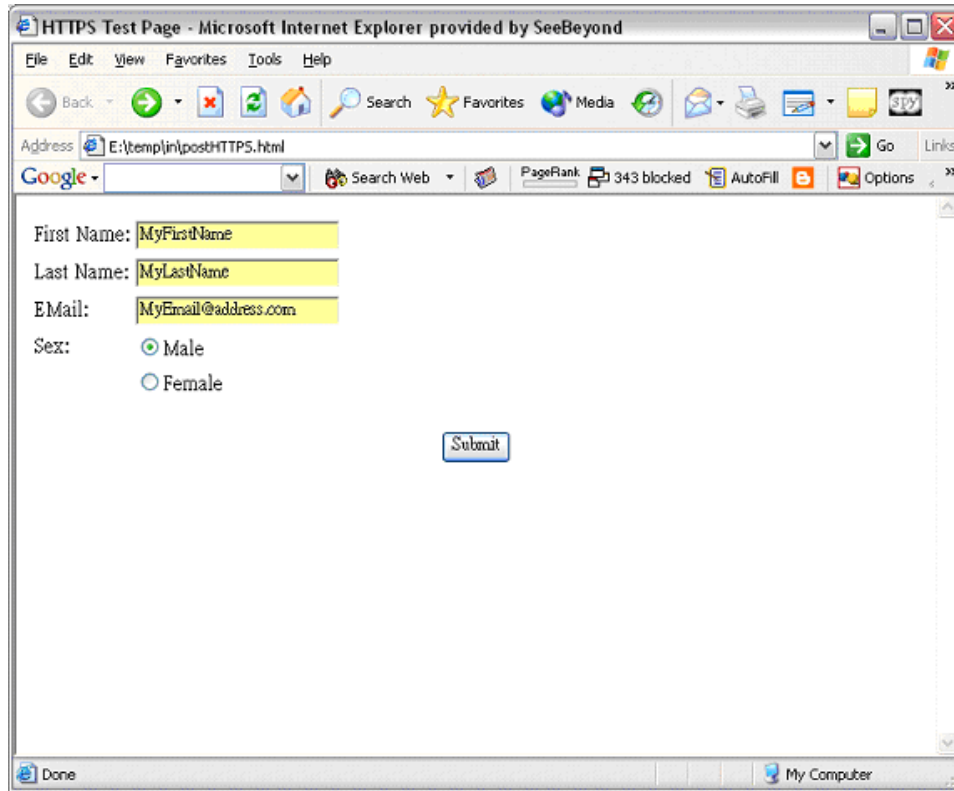 HTTPS Test Page - Microsoft Internet Explorer provided by SeeBeyond
File Edit View Favorites Tools Help
Back Search Favorites Media SPY »
Address E:\temp\in\postHTTPS.html Go Links
Google Search Web PageRank 343 blocked AutoFill Options »
First Name: MyFirstName
Last Name: MyLastName
EMail: MyEmail@address.com
Sex: Male
Female
Submit
Done My Computer